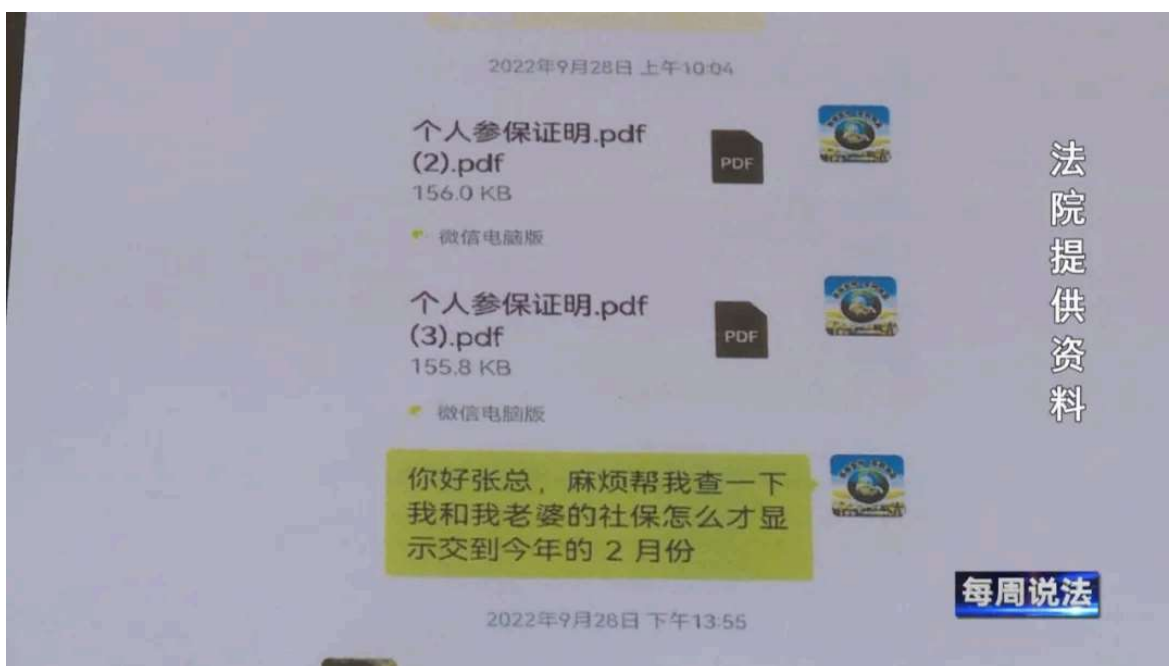 2022年9月28日 上午10:04
个人参保证明.pdf
(2).pdf
PDF
156.0 KB
微信电脑版
个人参保证明.pdf
(3).pdf
PDF
155.8 KB
微信电脑版
你好张总，麻烦帮我查一下
我和我老婆的社保怎么才显
示交到今年的 2 月份
2022年9月28日 下午13:55
法院提供资料
每周说法